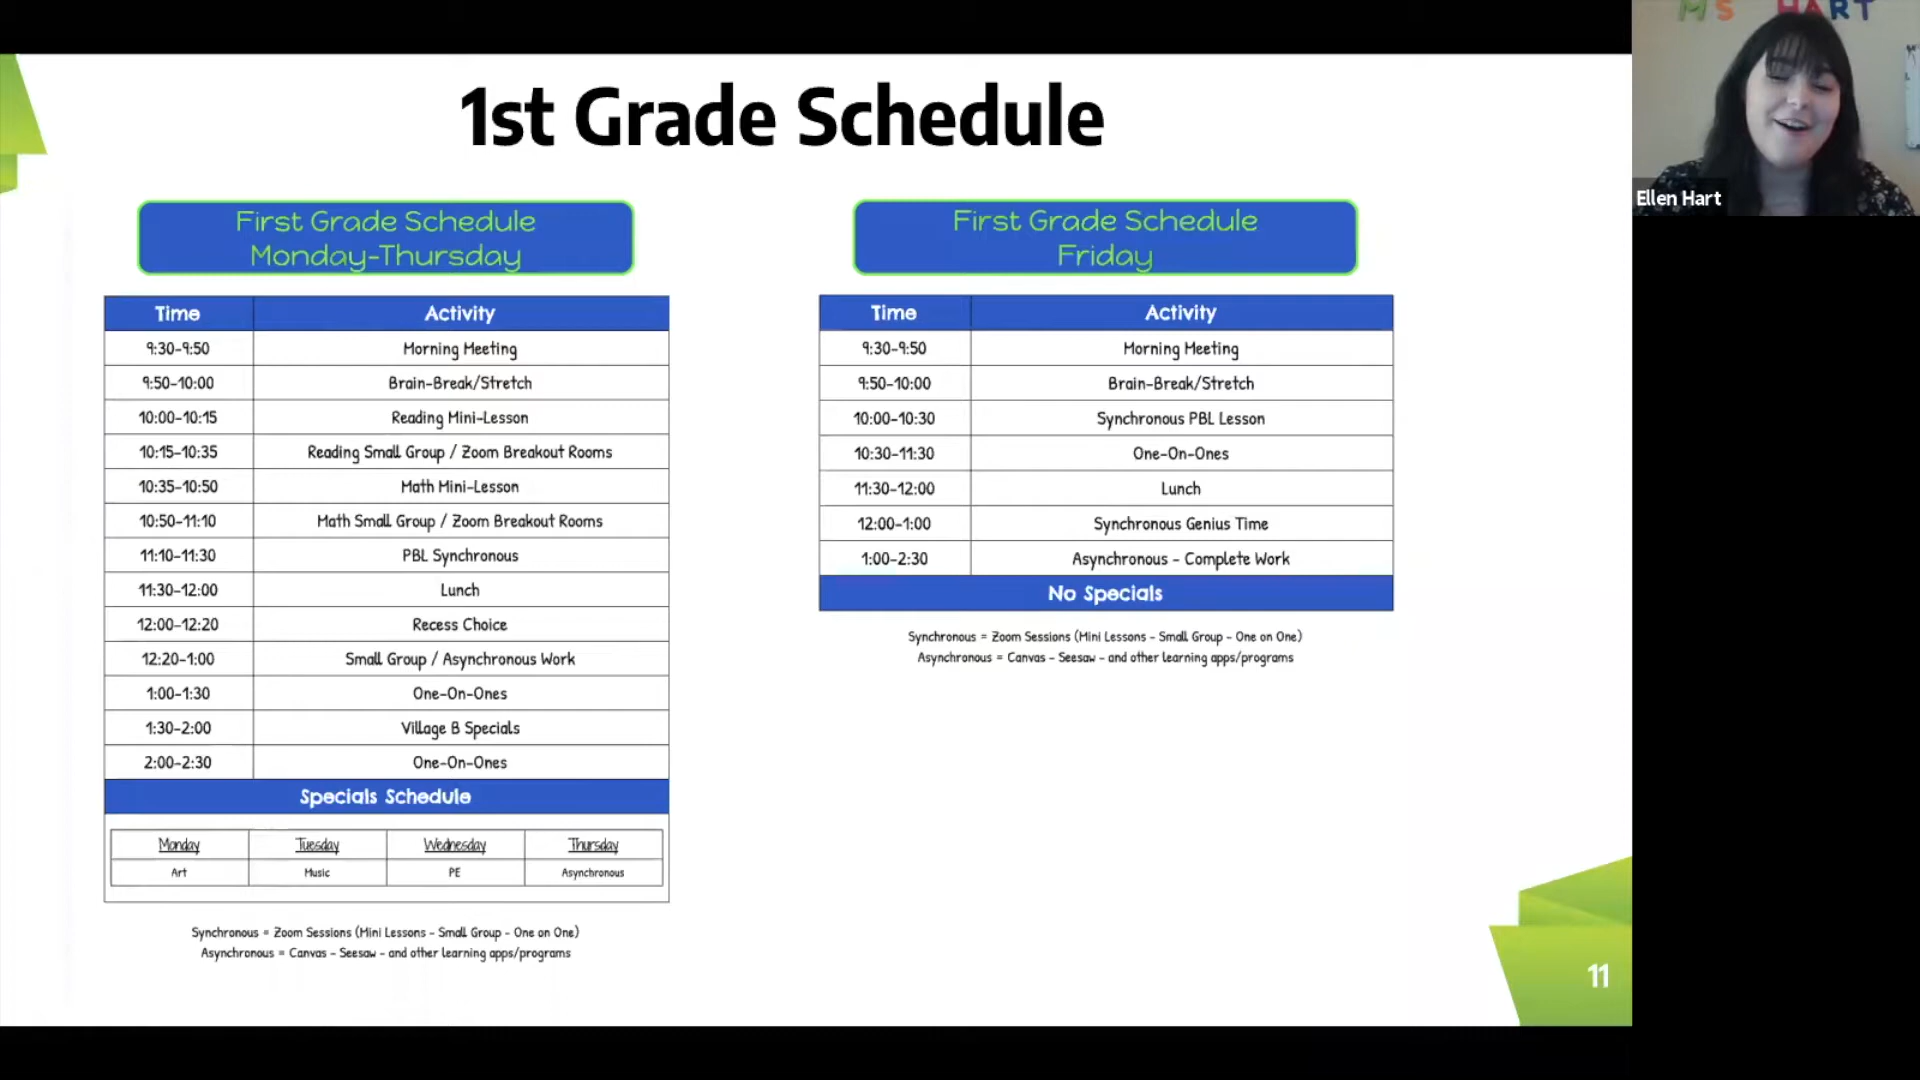 1st Grade Schedule
First Grade Schedule
Monday-Thursday
Time Activity
9:30-9:50 Morning Meeting
9:50-10:00 Brain-Break/Stretch
10:00-10:15 Reading Mini-Lesson
10:15-10:35 Reading Small Group / Zoom Breakout Rooms
10:35-10:50 Math Mini-Lesson
10:50-11:10 Math Small Group / Zoom Breakout Rooms
11:10-11:30 PBL Synchronous
11:30-12:00 Lunch
12:00-12:20 Recess Choice
12:20-1:00 Small Group / Asynchronous Work
1:00-1:30 One-On-Ones
1:30-2:00 Village B Specials
2:00-2:30 One-On-Ones
Specials Schedule
Monday Tuesday Wednesday Thursday
Art Music PE Asynchronous
Synchronous = Zoom Sessions (Mini Lessons - Small Group - One on One)
Asynchronous = Canvas - Seesaw - and other learning apps/programs
First Grade Schedule
Friday
Time Activity
9:30-9:50 Morning Meeting
9:50-10:00 Brain-Break/Stretch
10:00-10:30 Synchronous PBL Lesson
10:30-11:30 One-On-Ones
11:30-12:00 Lunch
12:00-1:00 Synchronous Genius Time
1:00-2:30 Asynchronous - Complete Work
No Specials
Synchronous = Zoom Sessions (Mini Lessons - Small Group - One on One)
Asynchronous = Canvas - Seesaw - and other learning apps/programs
11
MS HART
Ellen Hart